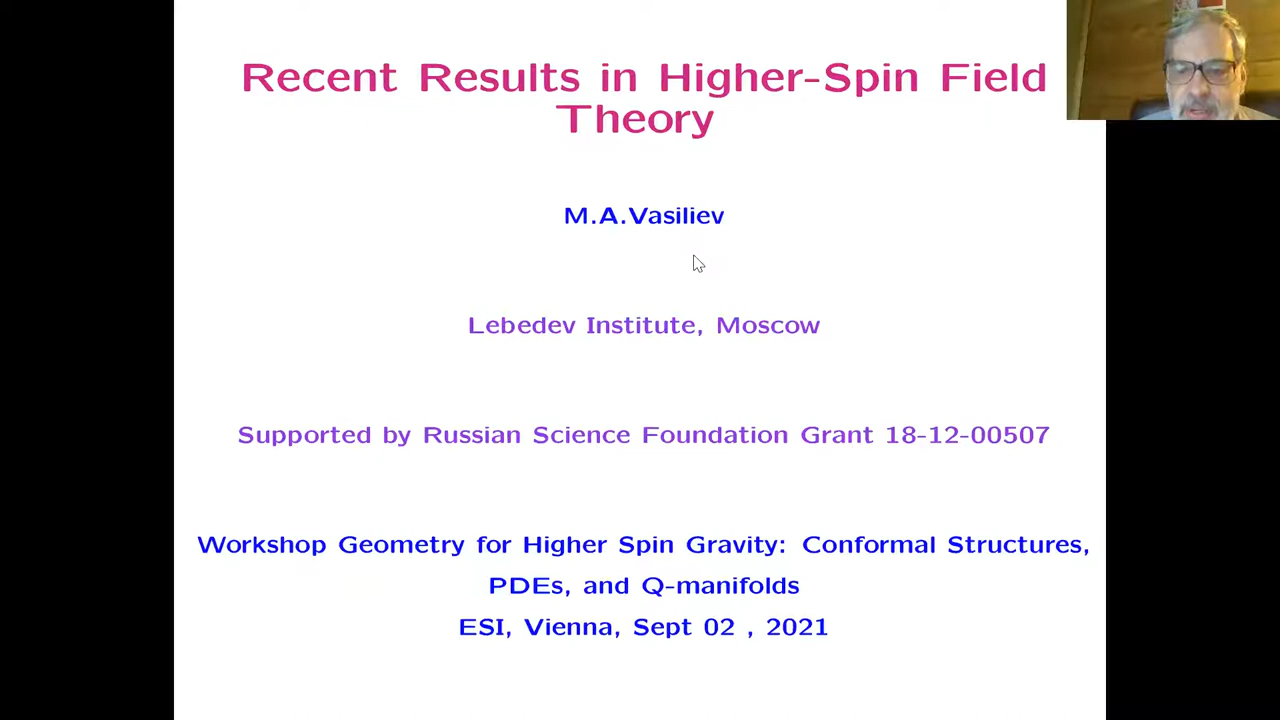 Recent Results in Higher-Spin Field
Theory
M.A.Vasiliev
Lebedev Institute, Moscow
Supported by Russian Science Foundation Grant 18-12-00507
Workshop Geometry for Higher Spin Gravity: Conformal Structures,
PDEs, and Q-manifolds
ESI, Vienna, Sept 02 , 2021